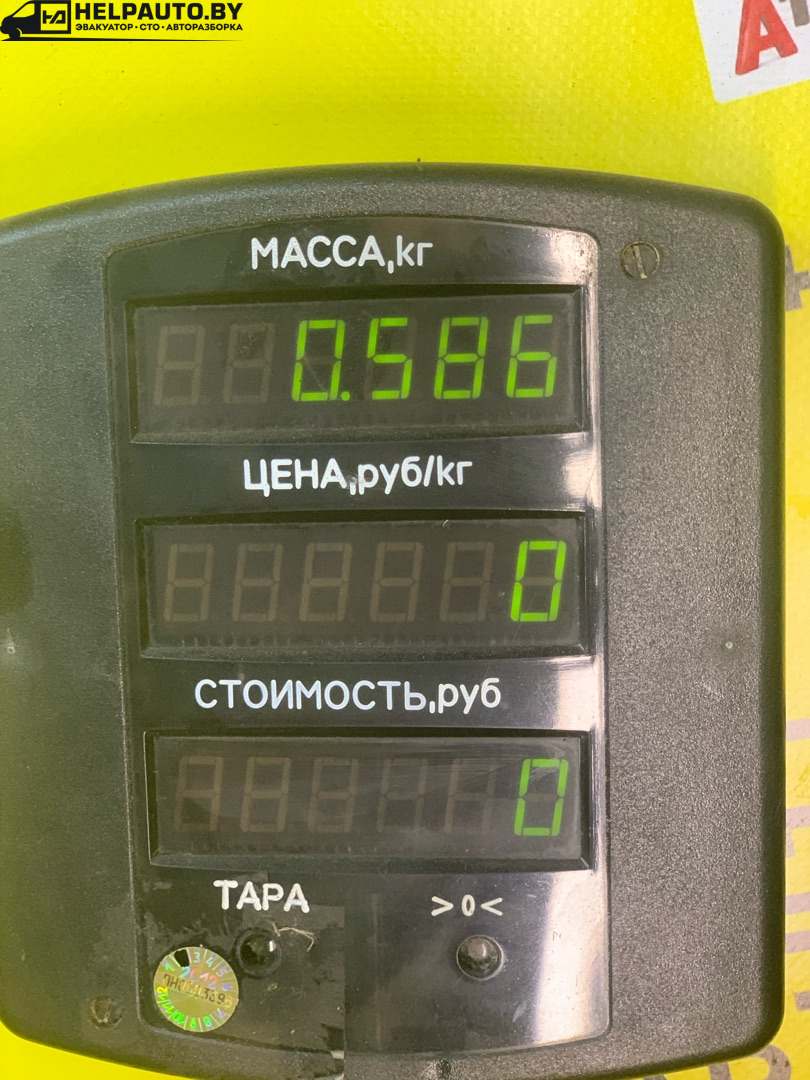 HELPAUTO.BY
ЭВАКУАТОР • СТО • АВТОРАЗБОРКА
МАССА,кг
0.586
ЦЕНА,руб/кг
0
СТОИМОСТЬ,руб
0
ТАРА
>0<